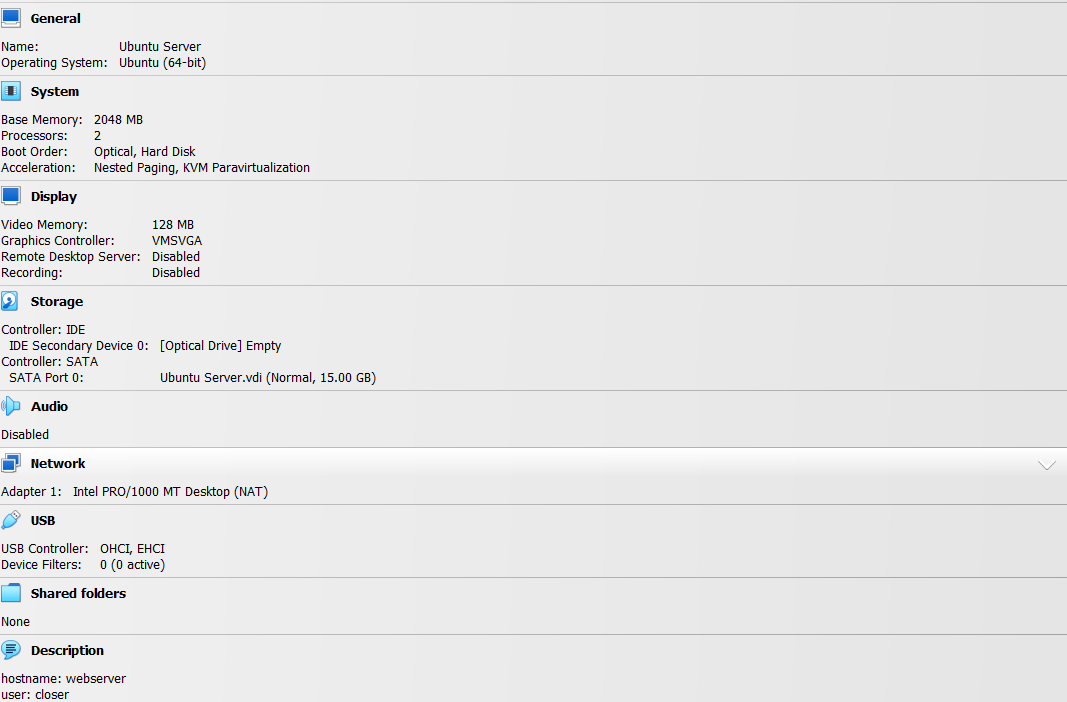 General
Name: Ubuntu Server
Operating System: Ubuntu (64-bit)
System
Base Memory: 2048 MB
Processors: 2
Boot Order: Optical, Hard Disk
Acceleration: Nested Paging, KVM Paravirtualization
Display
Video Memory: 128 MB
Graphics Controller: VMSVGA
Remote Desktop Server: Disabled
Recording: Disabled
Storage
Controller: IDE
IDE Secondary Device 0: [Optical Drive] Empty
Controller: SATA
SATA Port 0: Ubuntu Server.vdi (Normal, 15.00 GB)
Audio
Disabled
Network
Adapter 1: Intel PRO/1000 MT Desktop (NAT)
USB
USB Controller: OHCI, EHCI
Device Filters: 0 (0 active)
Shared folders
None
Description
hostname: webserver
user: closer